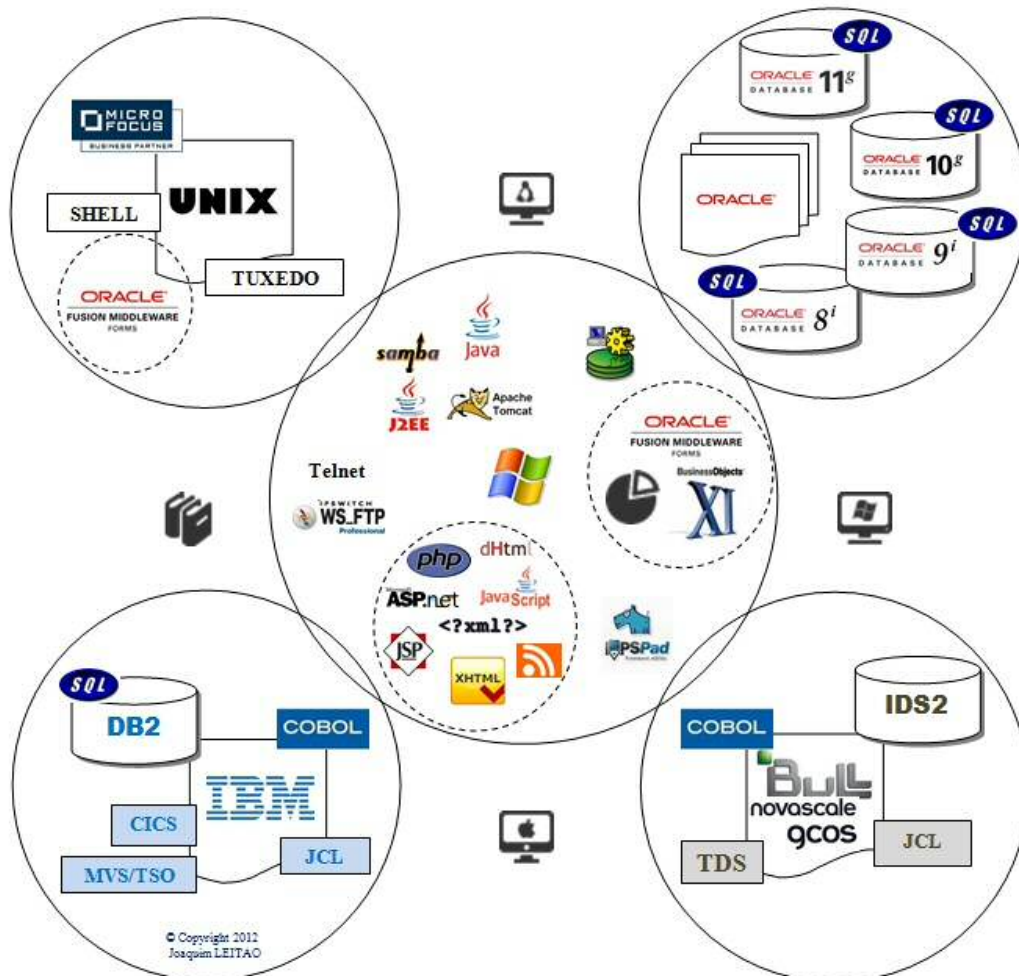 MICRO
FOCUS
BUSINESS PARTNER
UNIX
SHELL
TUXEDO
ORACLE
FUSION MIDDLEWARE
FORMS
SQL
ORACLE
DATABASE 11g
SQL
ORACLE
DATABASE 10g
ORACLE
SQL
ORACLE
DATABASE 9i
SQL
ORACLE
DATABASE 8i
samba
Java
J2EE
Apache
Tomcat
Telnet
IPSWITCH
WS_FTP
Professional
ORACLE
FUSION MIDDLEWARE
FORMS
BusinessObjects
XI
php
dHtml
Microsoft
ASP.net
JavaScript
<?xml?>
JSP
XHTML
PSPad
SQL
DB2
COBOL
IBM
CICS
MVS/TSO
JCL
© Copyright 2012
Joaquim LEITAO
COBOL
IDS2
Bull
novascale
gcos
TDS
JCL